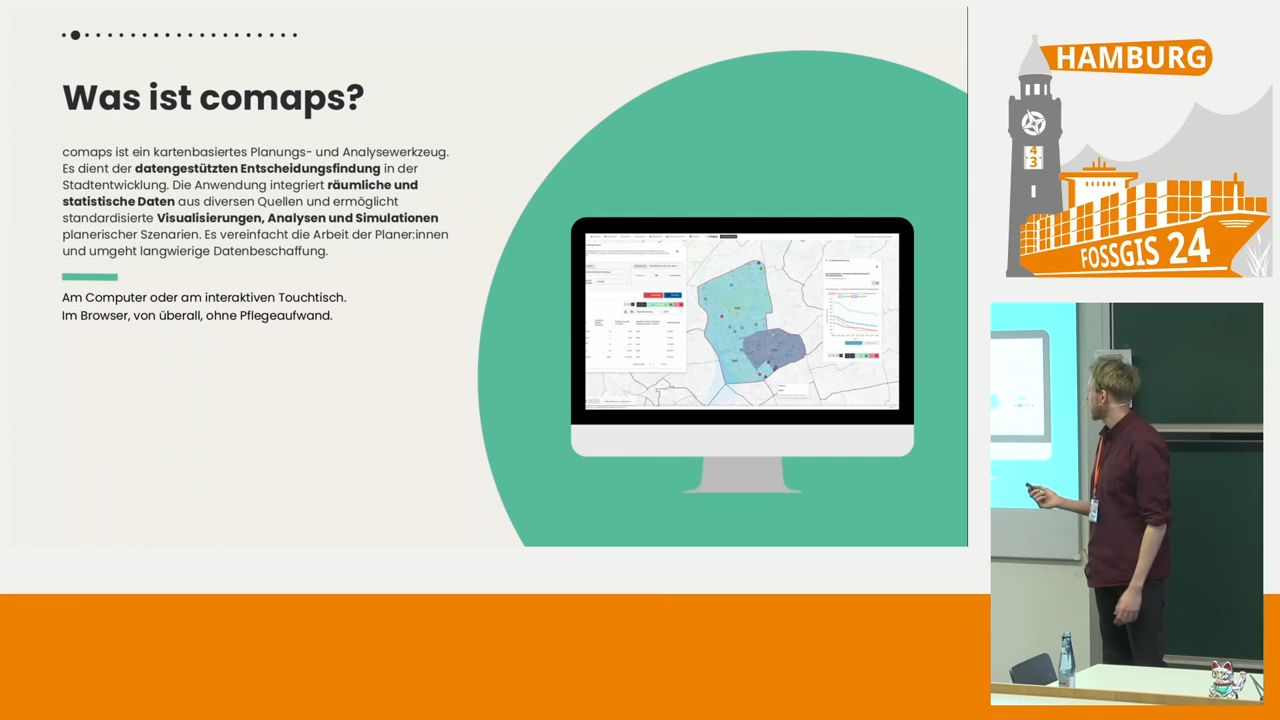 Was ist comaps?
comaps ist ein kartenbasiertes Planungs- und Analysewerkzeug.
Es dient der datengestützten Entscheidungsfindung in der
Stadtentwicklung. Die Anwendung integriert räumliche und
statistische Daten aus diversen Quellen und ermöglicht
standardisierte Visualisierungen, Analysen und Simulationen
planerischer Szenarien. Es vereinfacht die Arbeit der Planer:innen
und umgeht langwierige Datenbeschaffung.
Am Computer oder am interaktiven Touchtisch.
Im Browser, von überall, ohne Pflegeaufwand.
HAMBURG
4
3
FOSSGIS 24